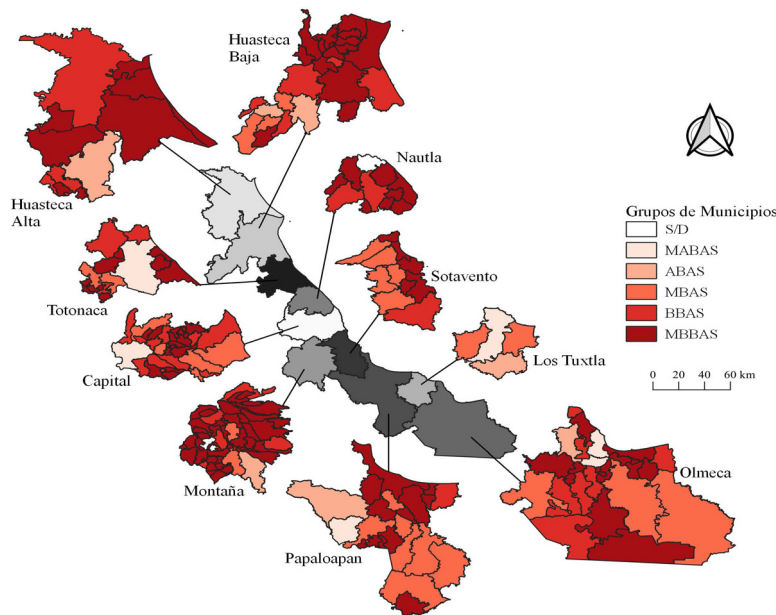 Huasteca
Baja
Nautla
Huasteca
Alta
Grupos de Municipios
S/D
MABAS
ABAS
MBAS
BBAS
MBBAS
Sotavento
Totonaca
Los Tuxtla
Capital
0 20 40 60 km
Olmeca
Montaña
Papaloapan